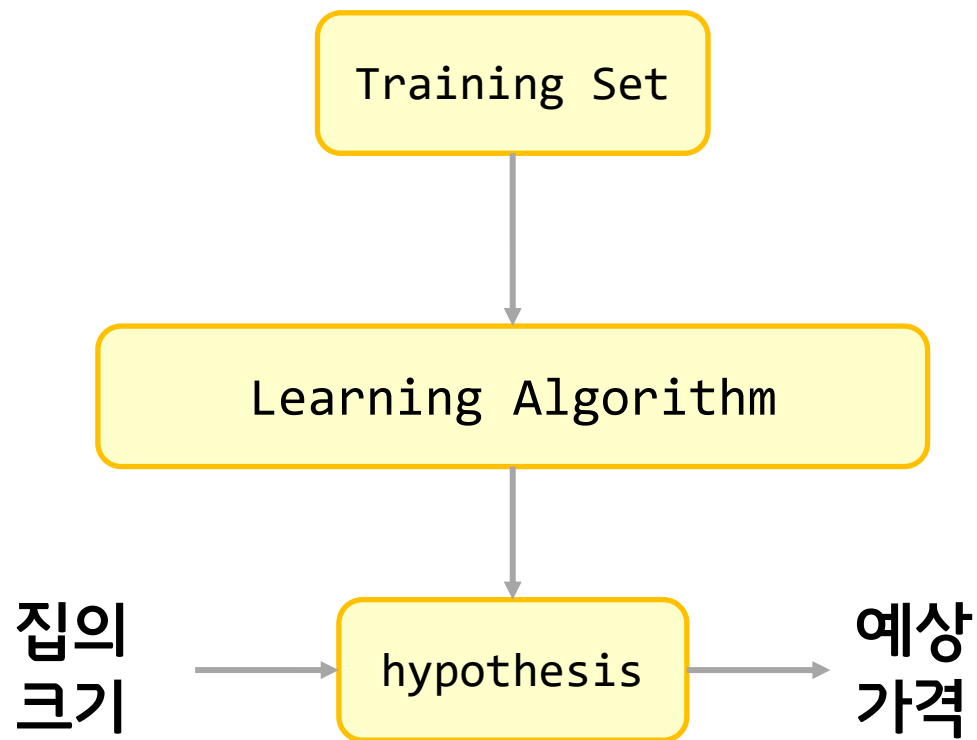 Training Set
Learning Algorithm
집의
크기
hypothesis
예상
가격